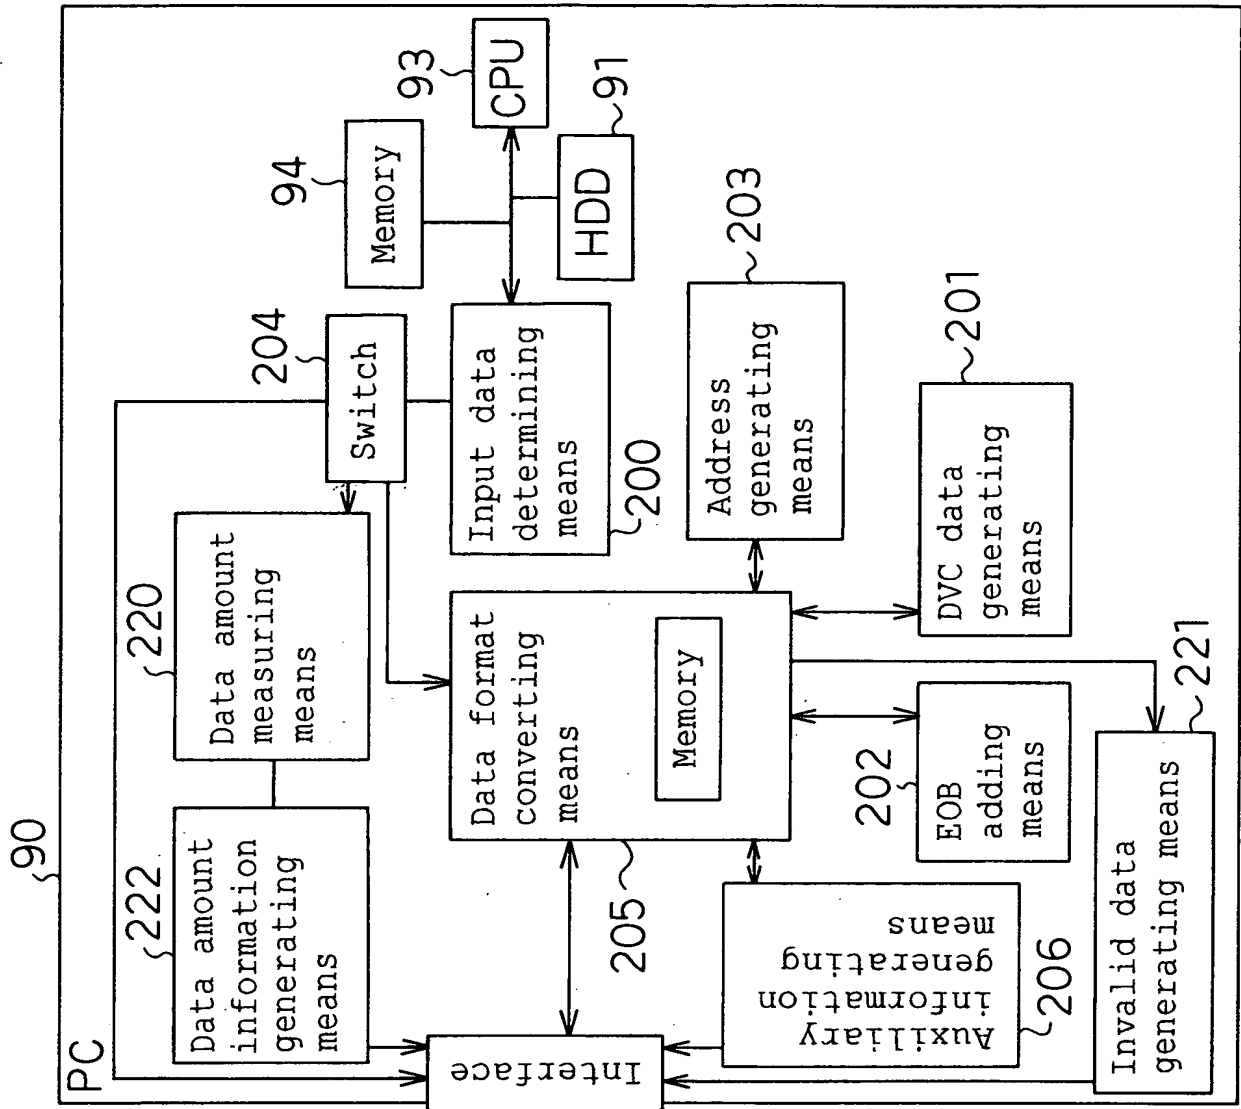 90
PC
222
Data amount
information
generating
means
220
Data amount
measuring
means
204
Switch
94
Memory
93
CPU
HDD
91
Input data
determining
means
200
Interface
Data format
converting
means
Memory
205
Address
generating
means
203
Auxiliary
information
generating
means
206
202
EOB
adding
means
DVC data
generating
means
201
Invalid data
generating means
221